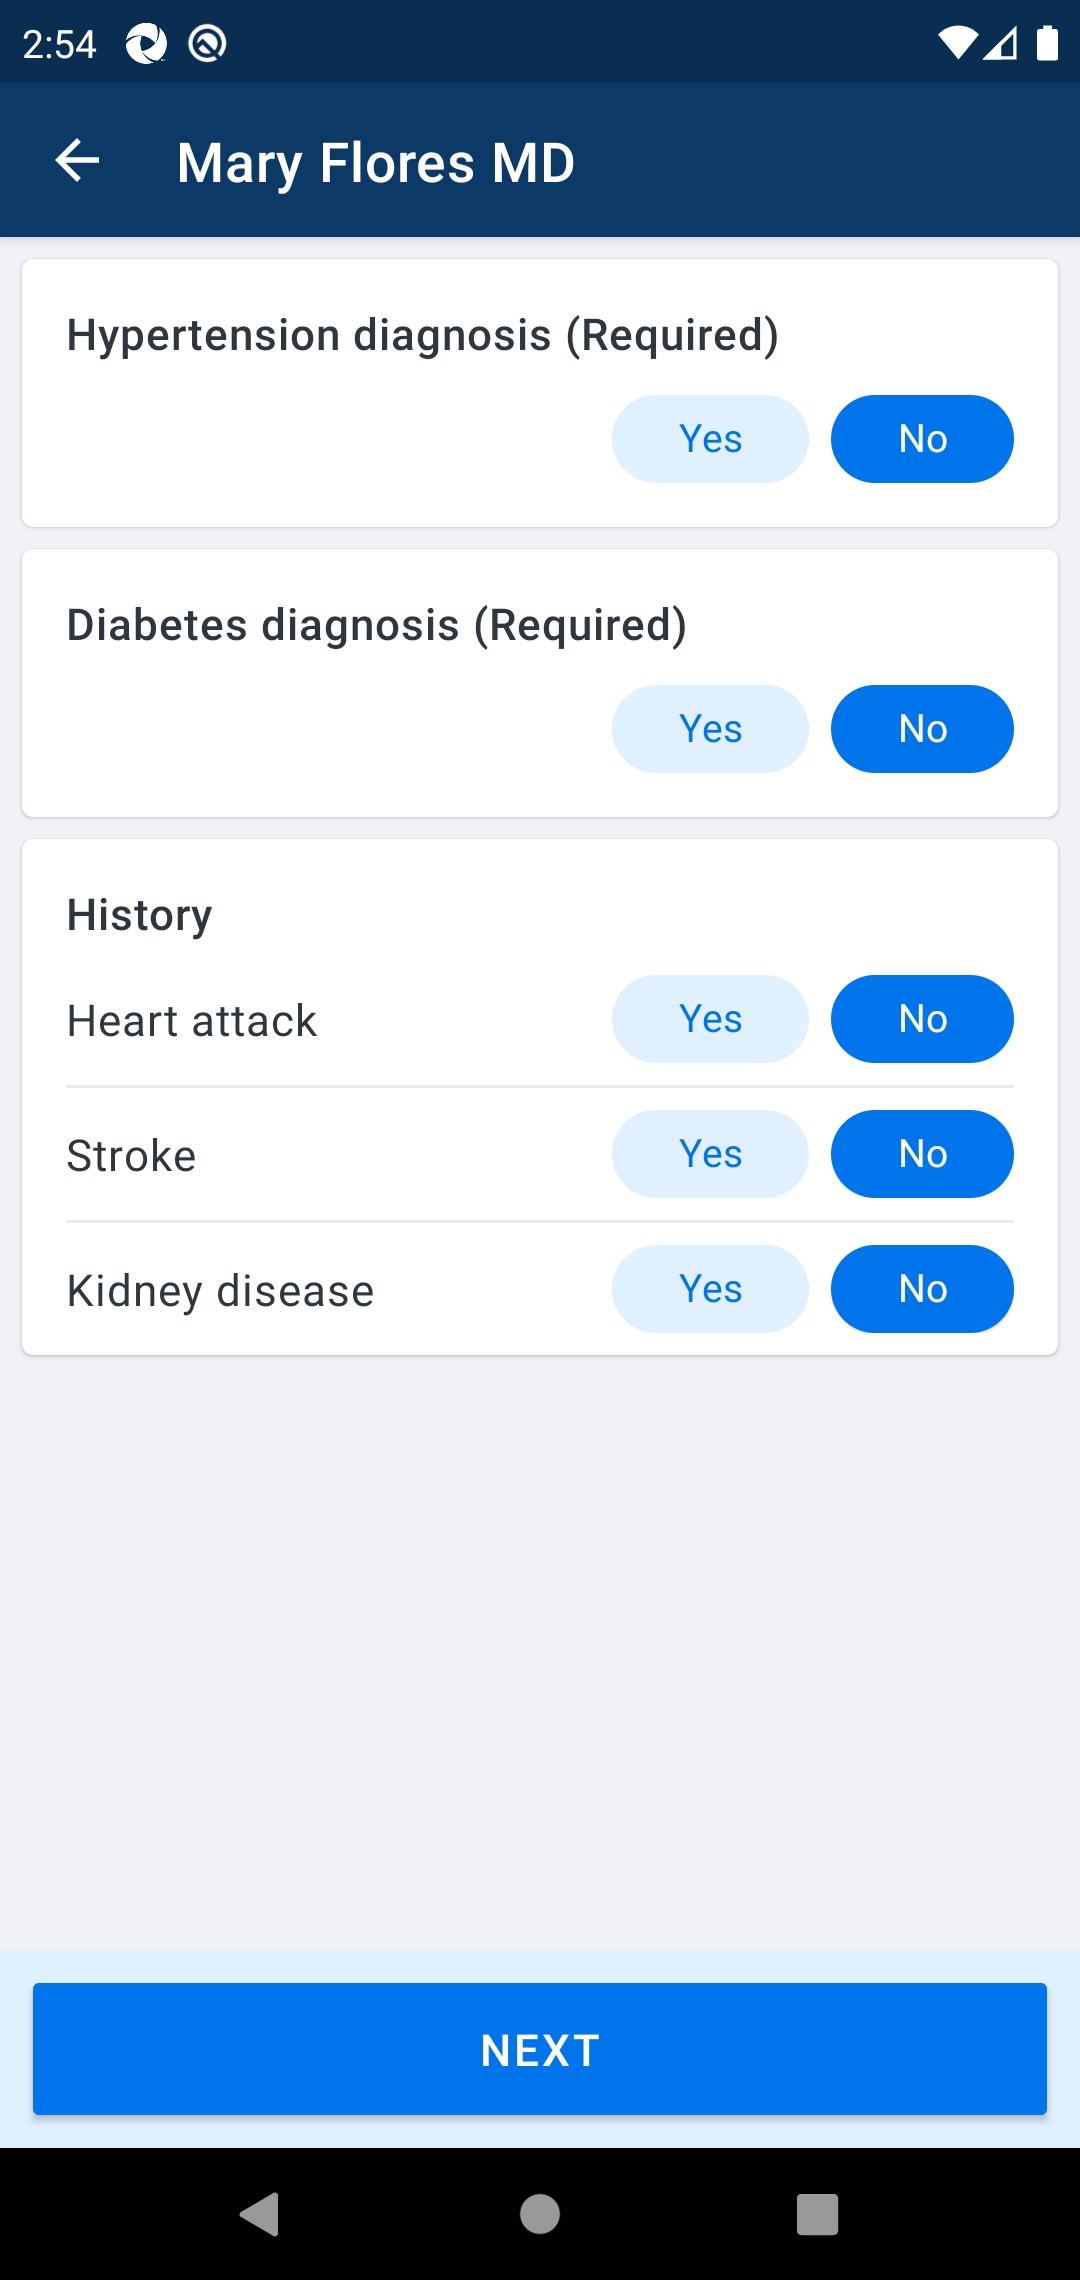 2:54
Mary Flores MD
Hypertension diagnosis (Required)
Yes No
Diabetes diagnosis (Required)
Yes No
History
Heart attack Yes No
Stroke Yes No
Kidney disease Yes No
NEXT